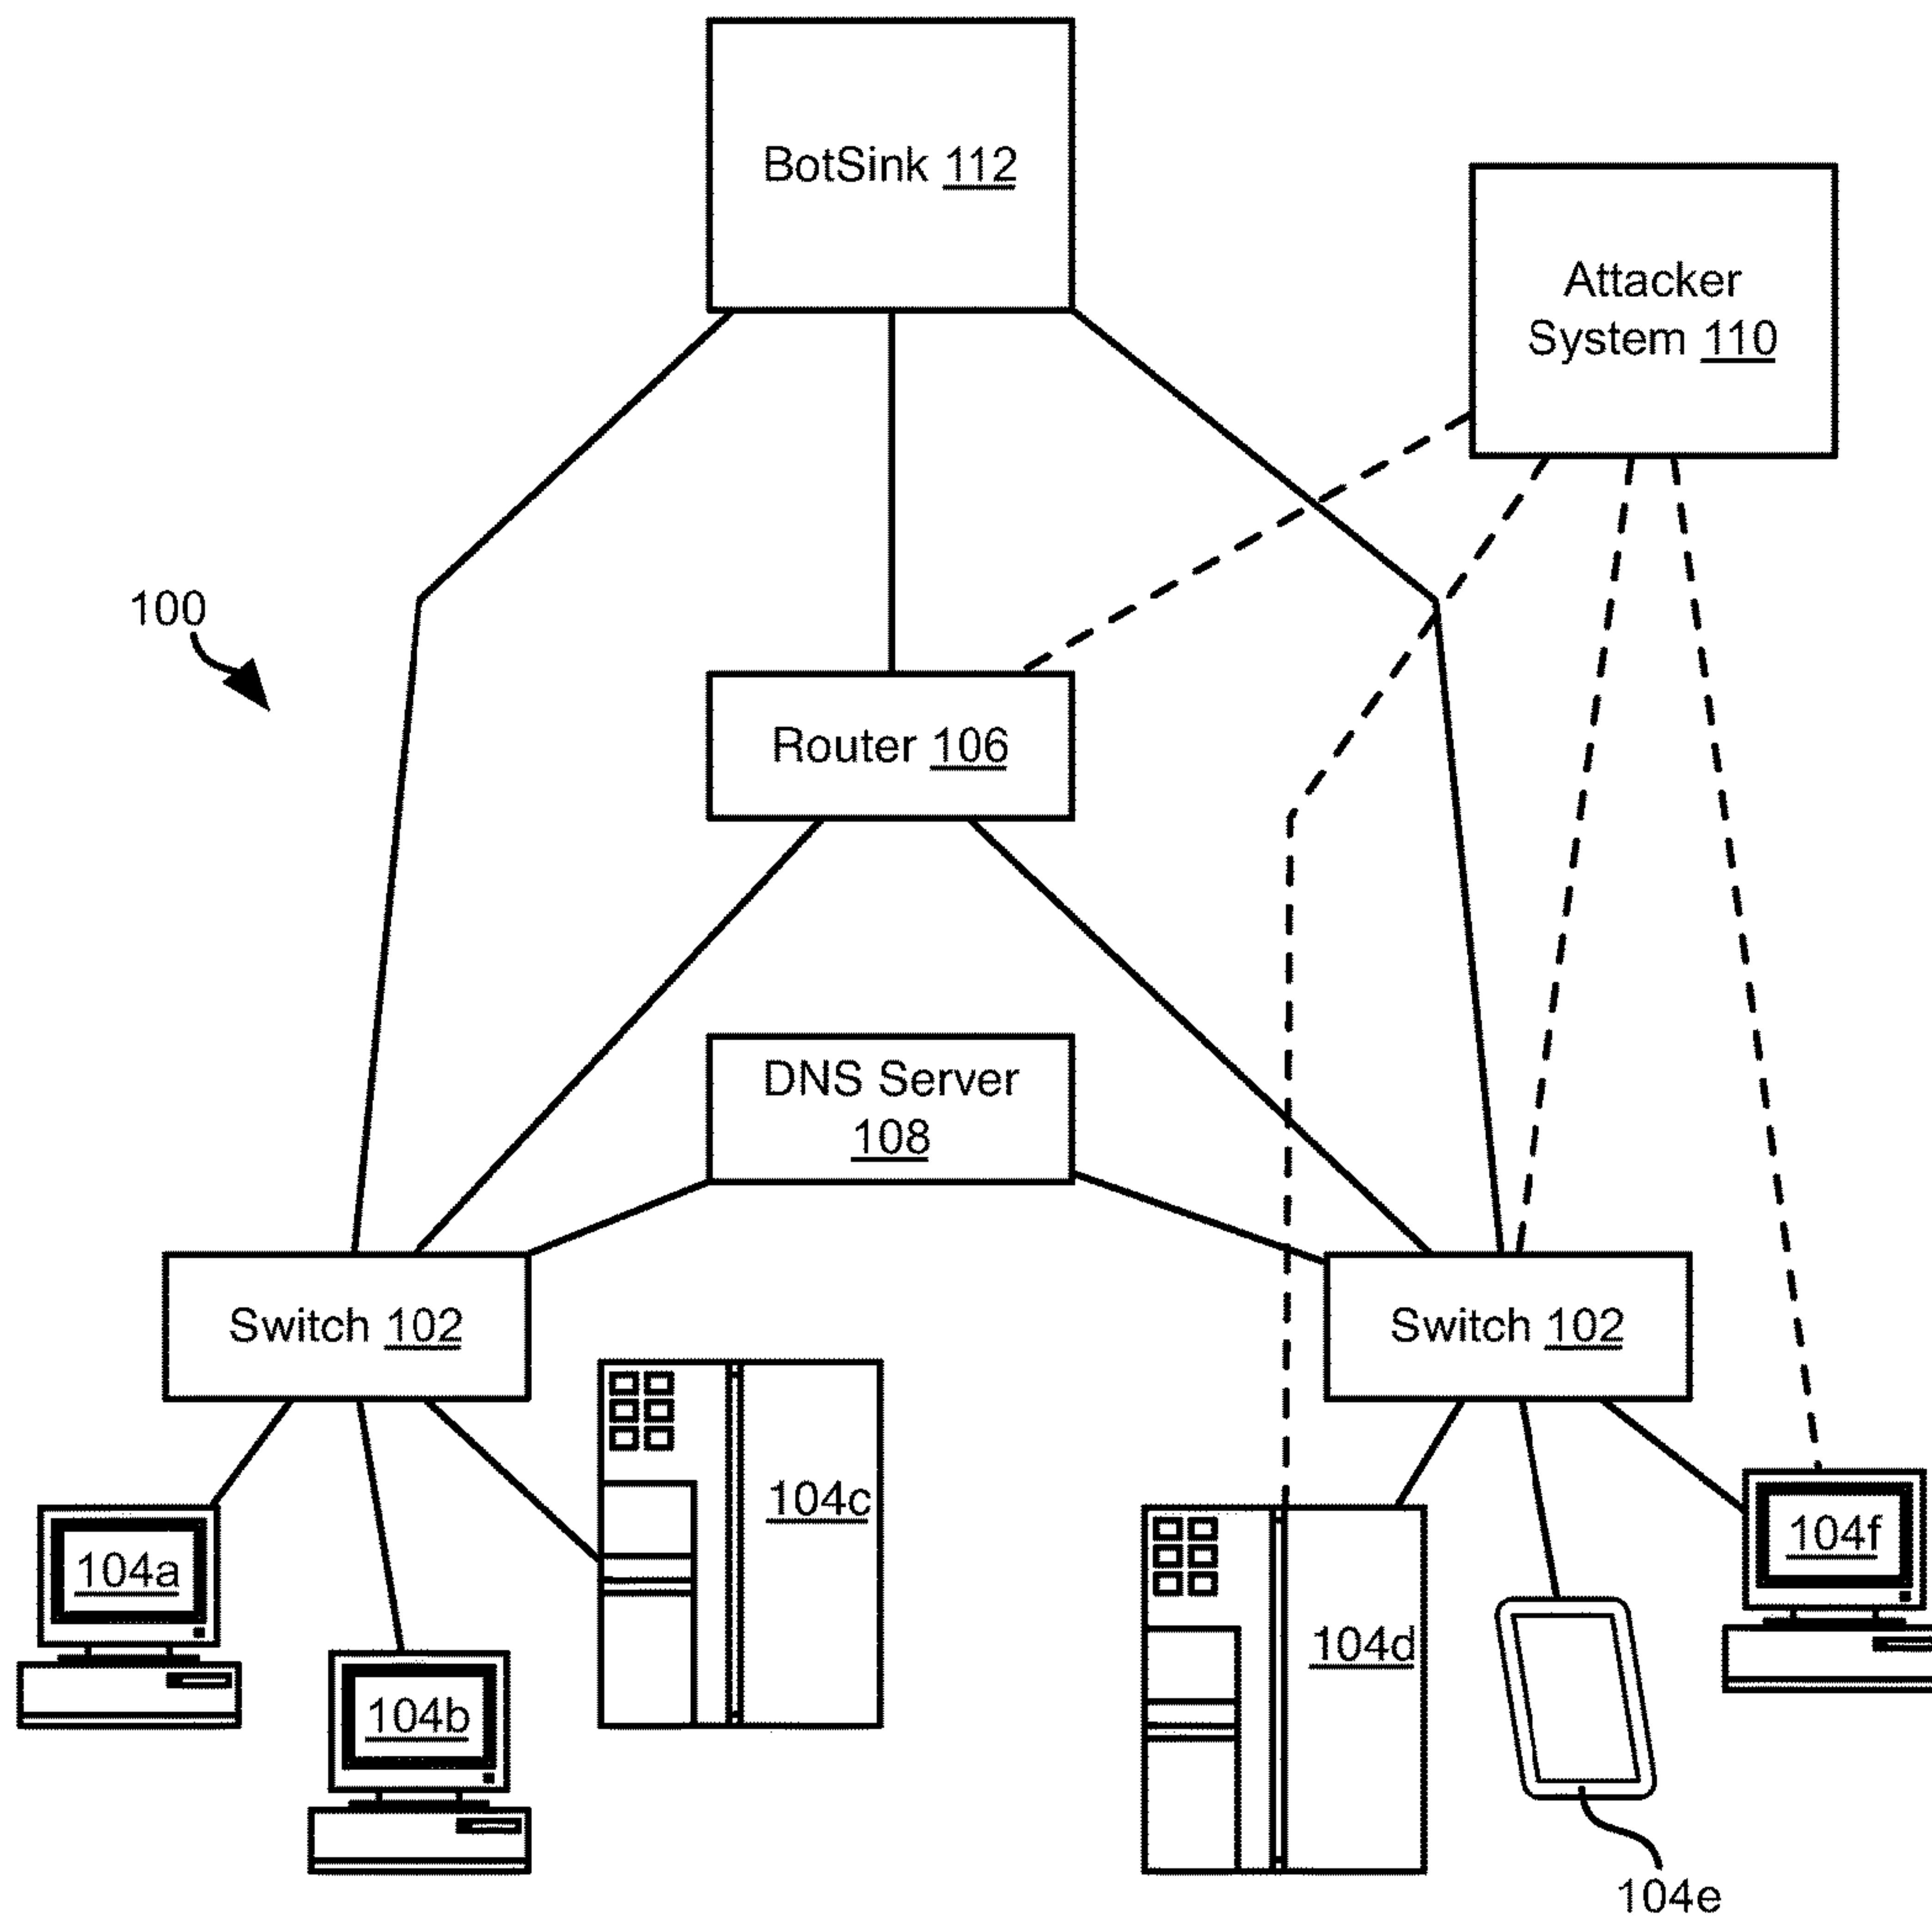 BotSink 112
Attacker
System 110
100
Router 106
DNS Server
108
Switch 102
Switch 102
104c
104d
104f
104a
104b
104e